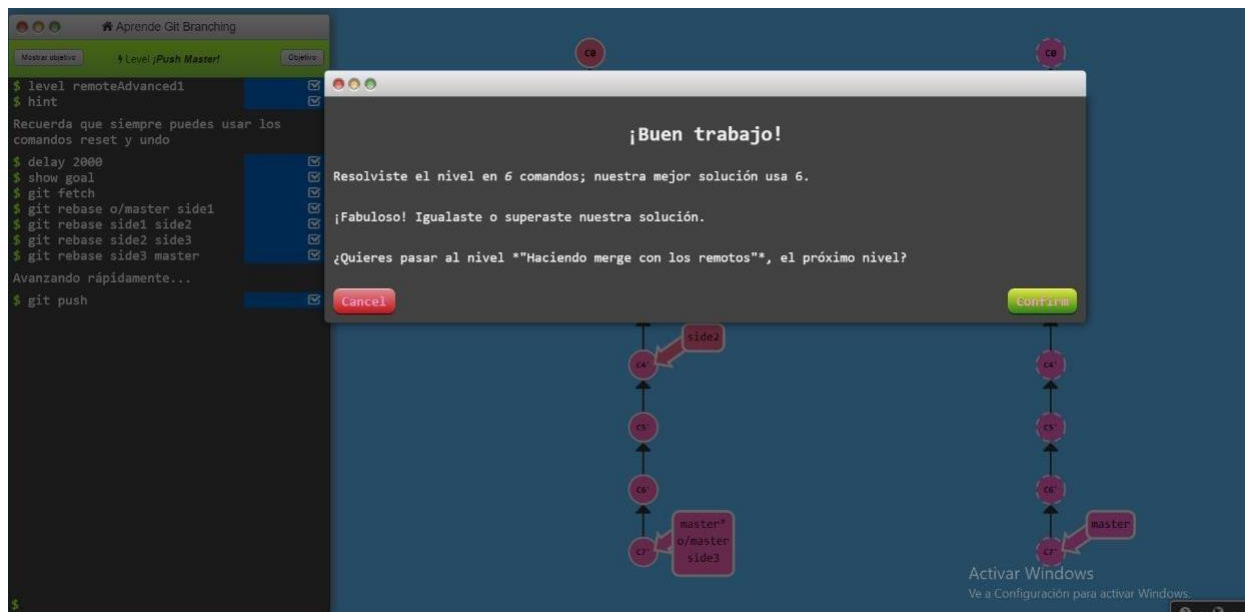 Aprende Git Branching
Mostrar objetivo
Level ¡Push Master!
Objetivo
$ level remoteAdvanced1
$ hint
Recuerda que siempre puedes usar los
comandos reset y undo
$ delay 2000
$ show goal
$ git fetch
$ git rebase o/master side1
$ git rebase side1 side2
$ git rebase side2 side3
$ git rebase side3 master
Avanzando rápidamente...
$ git push
$
C0
C0
¡Buen trabajo!
Resolviste el nivel en 6 comandos; nuestra mejor solución usa 6.
¡Fabuloso! Igualaste o superaste nuestra solución.
¿Quieres pasar al nivel *"Haciendo merge con los remotos"*, el próximo nivel?
Cancel
Confirm
side2
C4'
C4'
C5'
C5'
C6'
C6'
master*
o/master
side3
C7'
master
C7'
Activar Windows
Ve a Configuración para activar Windows.